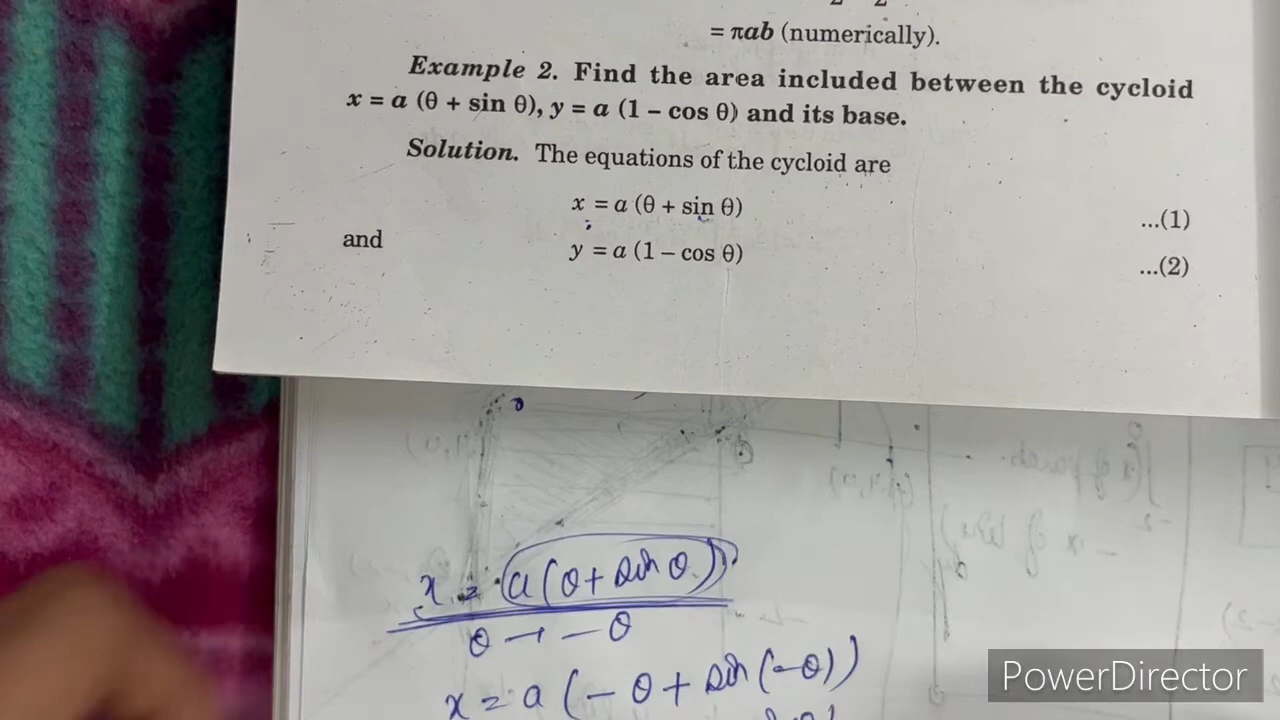 = πab (numerically).
Example 2. Find the area included between the cycloid
x = a (θ + sin θ), y = a (1 – cos θ) and its base.
Solution. The equations of the cycloid are
x = a (θ + sin θ) ...(1)
and y = a (1 – cos θ) ...(2)
x = a(θ + sin θ)
θ → – θ
x = a (– θ + sin (– θ))
PowerDirector